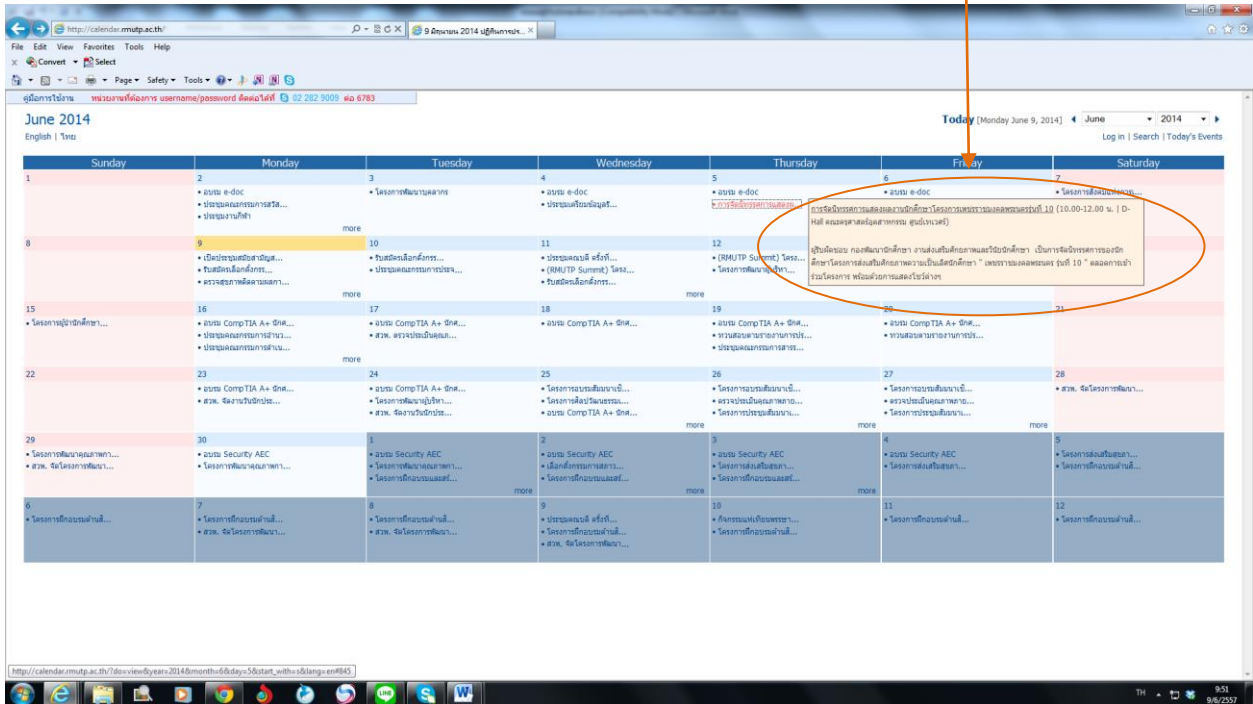 http://calendar.rmutp.ac.th/
9 มิถุนายน 2014 ปฏิทินการประ...
File Edit View Favorites Tools Help
Convert Select
Page Safety Tools
คู่มือการใช้งาน หน่วยงานที่ต้องการ username/password ติดต่อได้ที่ 02 282 9009 ต่อ 6783
June 2014
Today [Monday June 9, 2014] June 2014
English | ไทย
Log in | Search | Today's Events
Sunday Monday Tuesday Wednesday Thursday Friday Saturday
1 2 3 4 5 6 7
• อบรม e-doc • โครงการพัฒนาบุคลากร • อบรม e-doc • อบรม e-doc • อบรม e-doc
• ประชุมคณะกรรมการสวัส... • ประชุมเตรียมข้อมูลรั... • การจัดนิทรรศการแสดงผ...
• ประชุมงานกีฬา
more
การจัดนิทรรศการแสดงผลงานนักศึกษาโครงการเพชรราชมงคลพระนครรุ่นที่ 10 (10.00-12.00 น. | D-
Hall คณะครุศาสตร์อุตสาหกรรม ศูนย์เทเวศร์)
ผู้รับผิดชอบ กองพัฒนานักศึกษา งานส่งเสริมศักยภาพและวินัยนักศึกษา เป็นการจัดนิทรรศการของนัก
ศึกษาโครงการส่งเสริมศักยภาพความเป็นเลิศนักศึกษา " เพชรราชมงคลพระนคร รุ่นที่ 10 " ตลอดการเข้า
ร่วมโครงการ พร้อมด้วยการแสดงโชว์ต่างๆ
8 9 10 11 12
• เปิดประชุมสมัยสามัญส... • รับสมัครเลือกตั้งกรร... • ประชุมคณบดี ครั้งที่... • (RMUTP Summit) โครง...
• รับสมัครเลือกตั้งกรร... • ประชุมคณะกรรมการประจ... • (RMUTP Summit) โครง... • โครงการพัฒนาผู้บริหา...
• ตรวจสุขภาพติดตามผลกา... • รับสมัครเลือกตั้งกรร...
more more
15 16 17 18 19 20 21
• โครงการผู้นำนักศึกษา... • อบรม CompTIA A+ นักศ... • อบรม CompTIA A+ นักศ... • อบรม CompTIA A+ นักศ... • อบรม CompTIA A+ นักศ... • อบรม CompTIA A+ นักศ...
• ประชุมคณะกรรมการอำนว... • สวพ. ตรวจประเมินคุณภ... • ทวนสอบตามรายงานการปร... • ทวนสอบตามรายงานการปร...
• ประชุมคณะกรรมการดำเน... • ประชุมคณะกรรมการสารร...
more
22 23 24 25 26 27 28
• อบรม CompTIA A+ นักศ... • อบรม CompTIA A+ นักศ... • โครงการอบรมสัมมนาเชิ... • โครงการอบรมสัมมนาเชิ... • โครงการอบรมสัมมนาเชิ... • สวพ. จัดโครงการพัฒนา...
• สวพ. จัดงานวันนักประ... • โครงการพัฒนาผู้บริหา... • โครงการศิลปวัฒนธรรม... • ตรวจประเมินคุณภาพภาย... • ตรวจประเมินคุณภาพภาย...
• สวพ. จัดงานวันนักประ... • อบรม CompTIA A+ นักศ... • โครงการประชุมสัมมนา... • โครงการประชุมสัมมนา...
more more more
29 30 1 2 3 4 5
• โครงการพัฒนาคุณภาพกา... • อบรม Security AEC • อบรม Security AEC • อบรม Security AEC • อบรม Security AEC • อบรม Security AEC • โครงการส่งเสริมสุขภา...
• สวพ. จัดโครงการพัฒนา... • โครงการพัฒนาคุณภาพกา... • โครงการพัฒนาคุณภาพกา... • เลือกตั้งกรรมการสภาว... • โครงการส่งเสริมสุขภา... • โครงการส่งเสริมสุขภา... • โครงการฝึกอบรมด้านสิ...
• โครงการฝึกอบรมและสร้... • โครงการฝึกอบรมและสร้... • โครงการฝึกอบรมและสร้...
more more more
6 7 8 9 10 11 12
• โครงการฝึกอบรมด้านสิ... • โครงการฝึกอบรมด้านสิ... • โครงการฝึกอบรมด้านสิ... • ประชุมคณบดี ครั้งที่... • กิจกรรมแห่เทียนพรรษา... • โครงการฝึกอบรมด้านสิ... • โครงการฝึกอบรมด้านสิ...
• สวพ. จัดโครงการพัฒนา... • สวพ. จัดโครงการพัฒนา... • โครงการฝึกอบรมด้านสิ... • โครงการฝึกอบรมด้านสิ...
• สวพ. จัดโครงการพัฒนา...
http://calendar.rmutp.ac.th/?do=view&year=2014&month=6&day=5&start_with=s&lang=en#845
LINE
TH 9:51
9/6/2557